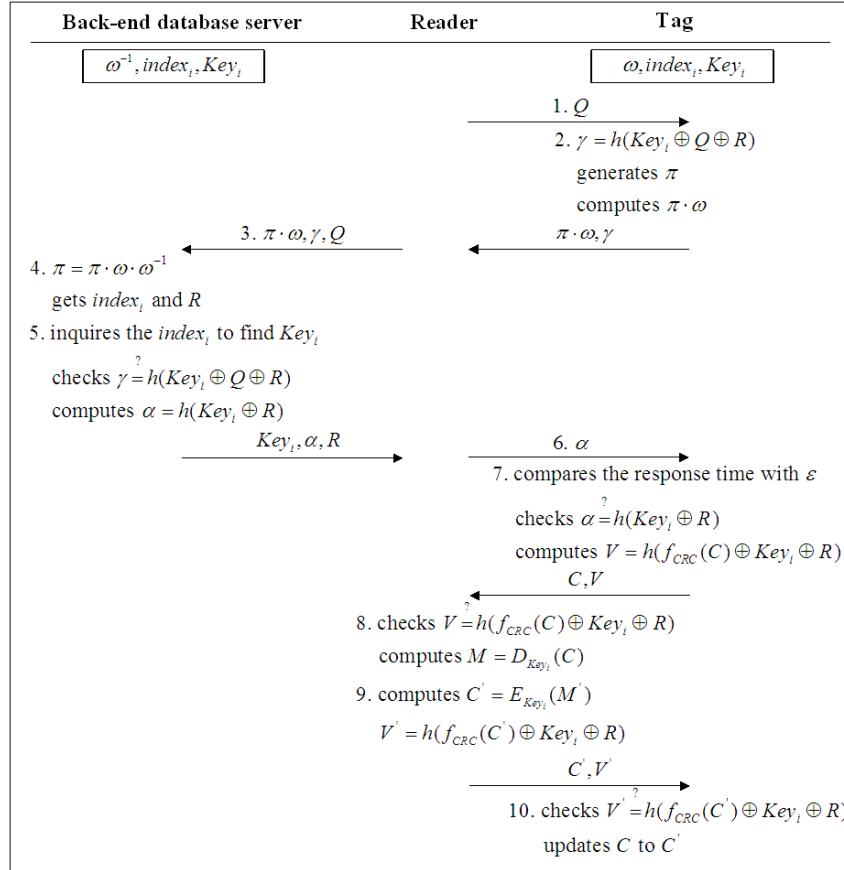 Back-end database server Reader Tag
ω⁻¹, indexᵢ, Keyᵢ ω, indexᵢ, Keyᵢ
1. Q
2. γ = h(Keyᵢ ⊕ Q ⊕ R)
generates π
computes π · ω
3. π · ω, γ, Q π · ω, γ
4. π = π · ω · ω⁻¹
gets indexᵢ and R
5. inquires the indexᵢ to find Keyᵢ
checks γ =? h(Keyᵢ ⊕ Q ⊕ R)
computes α = h(Keyᵢ ⊕ R)
Keyᵢ, α, R 6. α
7. compares the response time with ε
checks α =? h(Keyᵢ ⊕ R)
computes V = h(f_CRC(C) ⊕ Keyᵢ ⊕ R)
C, V
8. checks V =? h(f_CRC(C) ⊕ Keyᵢ ⊕ R)
computes M = D_Keyᵢ(C)
9. computes C' = E_Keyᵢ(M')
V' = h(f_CRC(C') ⊕ Keyᵢ ⊕ R)
C', V'
10. checks V' =? h(f_CRC(C') ⊕ Keyᵢ ⊕ R)
updates C to C'